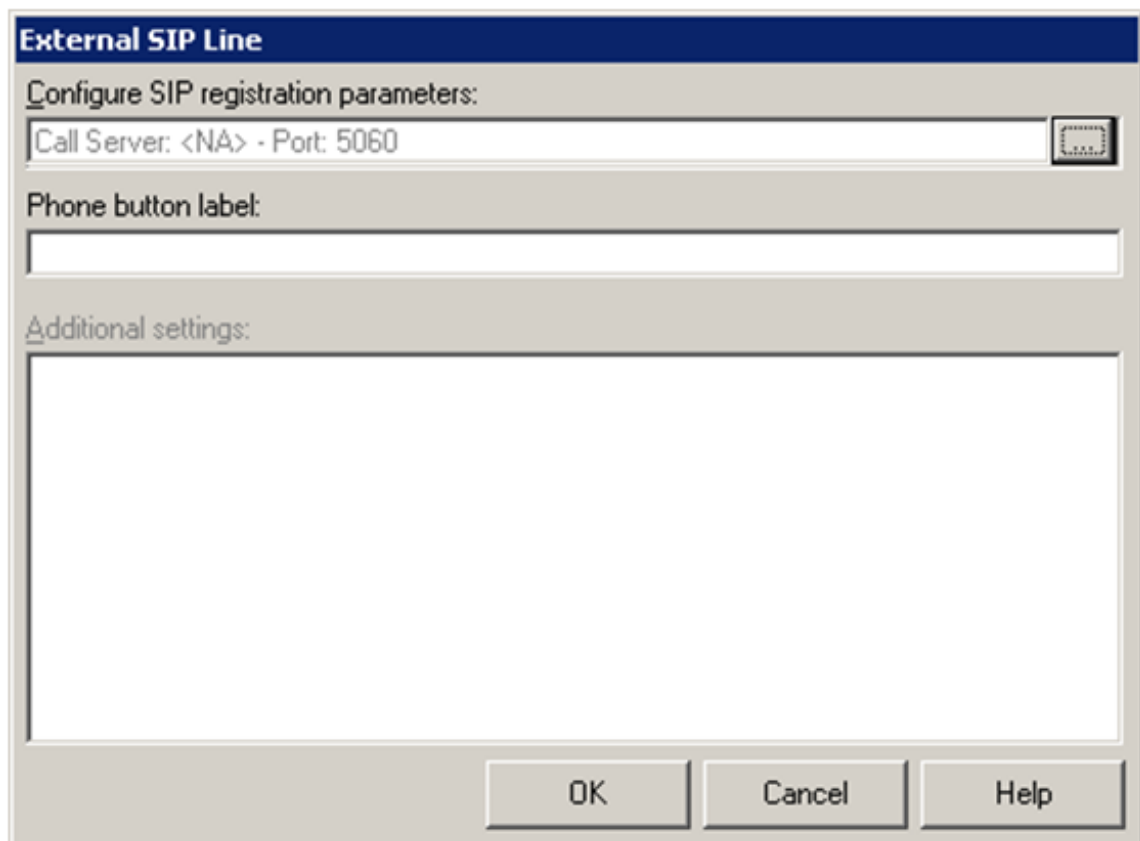 External SIP Line
Configure SIP registration parameters:
Call Server: <NA> - Port: 5060
...
Phone button label:
Additional settings:
OK Cancel Help